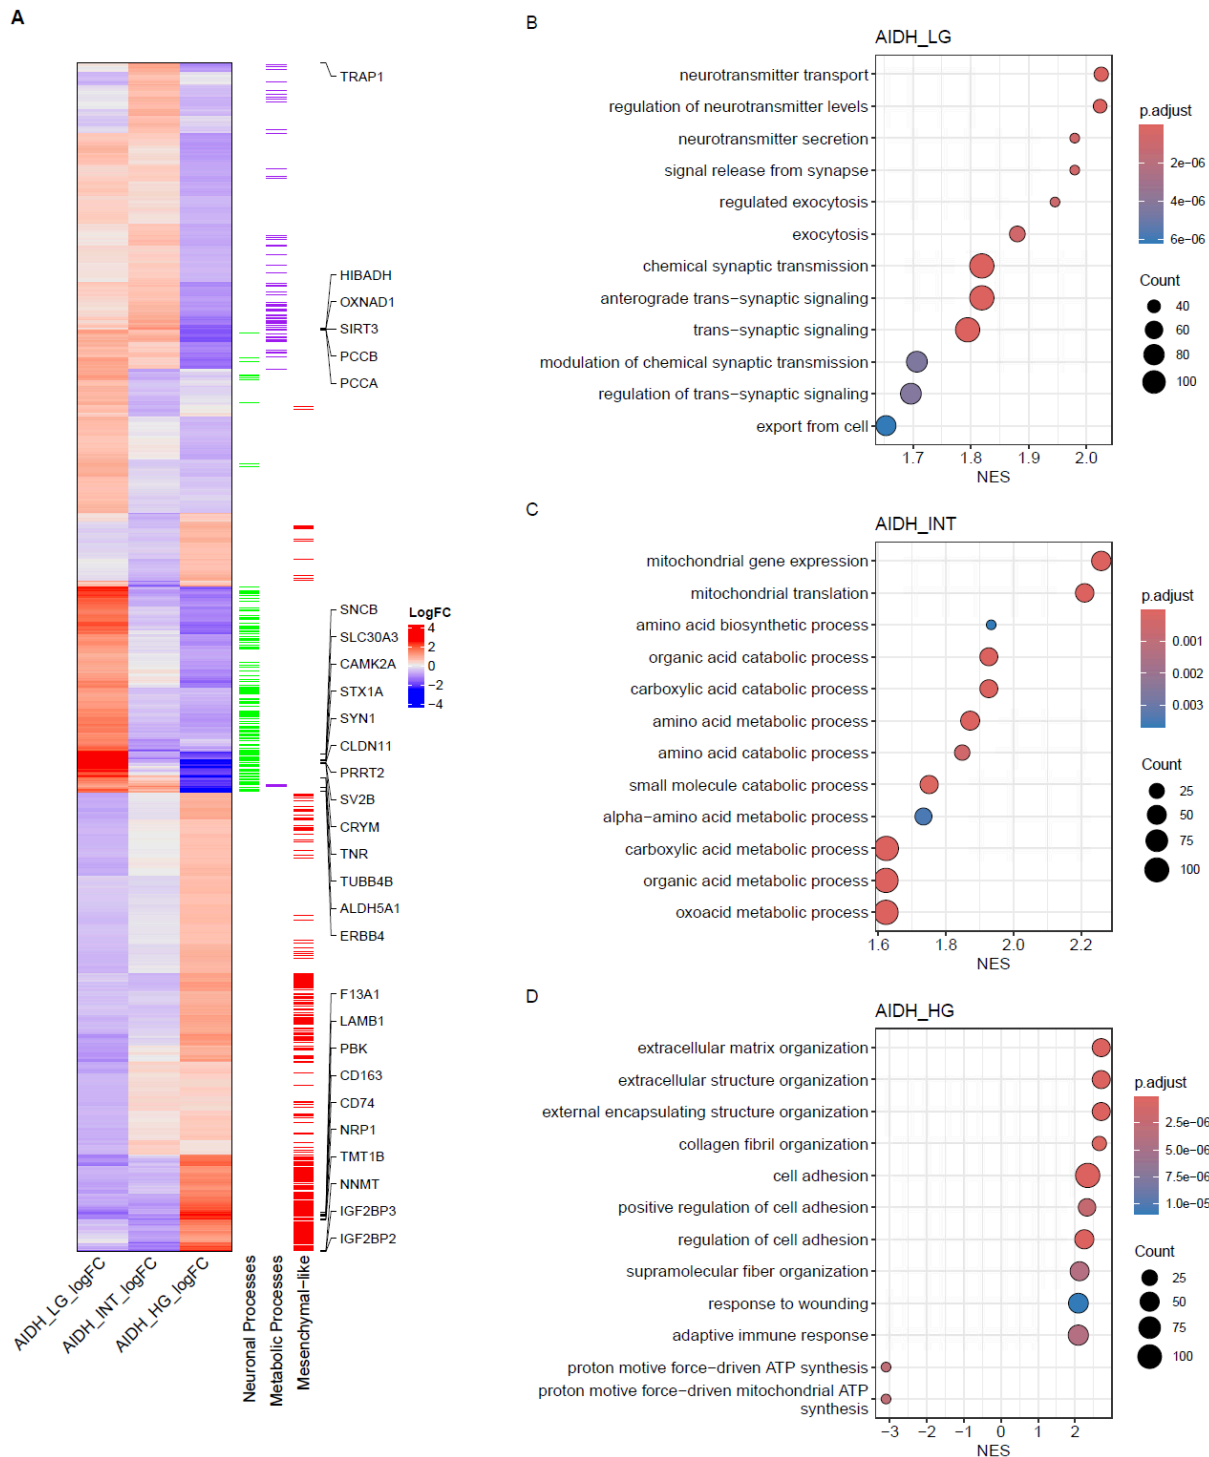 A
TRAP1
HIBADH
OXNAD1
SIRT3
PCCB
PCCA
SNCB
SLC30A3
CAMK2A
STX1A
SYN1
CLDN11
PRRT2
SV2B
CRYM
TNR
TUBB4B
ALDH5A1
ERBB4
F13A1
LAMB1
PBK
CD163
CD74
NRP1
TMT1B
NNMT
IGF2BP3
IGF2BP2
LogFC
4
2
0
−2
−4
AIDH_LG_logFC
AIDH_INT_logFC
AIDH_HG_logFC
Neuronal Processes
Metabolic Processes
Mesenchymal−like
B
AIDH_LG
neurotransmitter transport
regulation of neurotransmitter levels
neurotransmitter secretion
signal release from synapse
regulated exocytosis
exocytosis
chemical synaptic transmission
anterograde trans−synaptic signaling
trans−synaptic signaling
modulation of chemical synaptic transmission
regulation of trans−synaptic signaling
export from cell
1.7 1.8 1.9 2.0
NES
p.adjust
2e−06
4e−06
6e−06
Count
40
60
80
100
C
AIDH_INT
mitochondrial gene expression
mitochondrial translation
amino acid biosynthetic process
organic acid catabolic process
carboxylic acid catabolic process
amino acid metabolic process
amino acid catabolic process
small molecule catabolic process
alpha−amino acid metabolic process
carboxylic acid metabolic process
organic acid metabolic process
oxoacid metabolic process
1.6 1.8 2.0 2.2
NES
p.adjust
0.001
0.002
0.003
Count
25
50
75
100
D
AIDH_HG
extracellular matrix organization
extracellular structure organization
external encapsulating structure organization
collagen fibril organization
cell adhesion
positive regulation of cell adhesion
regulation of cell adhesion
supramolecular fiber organization
response to wounding
adaptive immune response
proton motive force−driven ATP synthesis
proton motive force−driven mitochondrial ATP
synthesis
−3 −2 −1 0 1 2
NES
p.adjust
2.5e−06
5.0e−06
7.5e−06
1.0e−05
Count
25
50
75
100